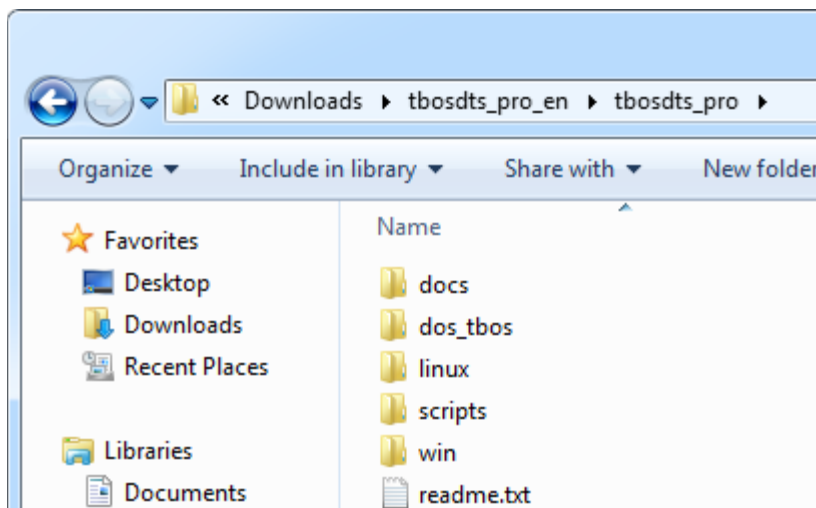 « Downloads ▸ tbosdts_pro_en ▸ tbosdts_pro ▸
Organize ▾ Include in library ▾ Share with ▾ New folder
Name
Favorites
Desktop
Downloads
Recent Places
Libraries
Documents
docs
dos_tbos
linux
scripts
win
readme.txt